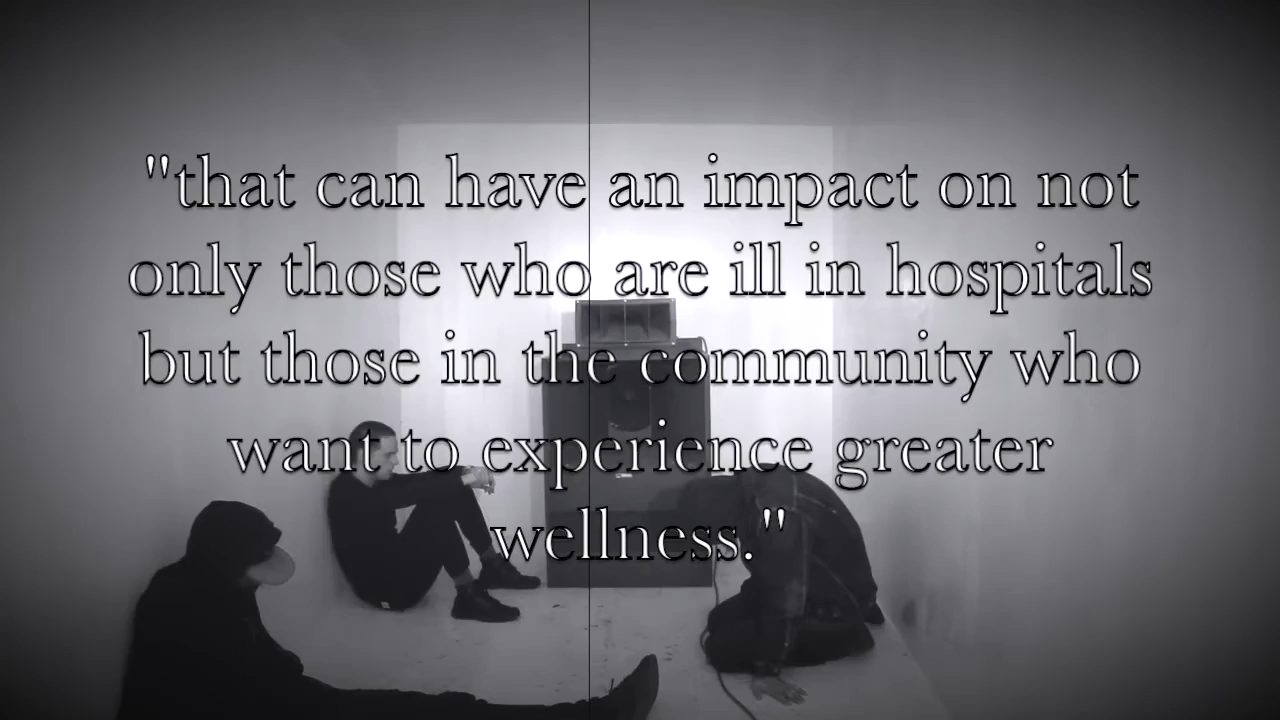 "that can have an impact on not
only those who are ill in hospitals
but those in the community who
want to experience greater
wellness."